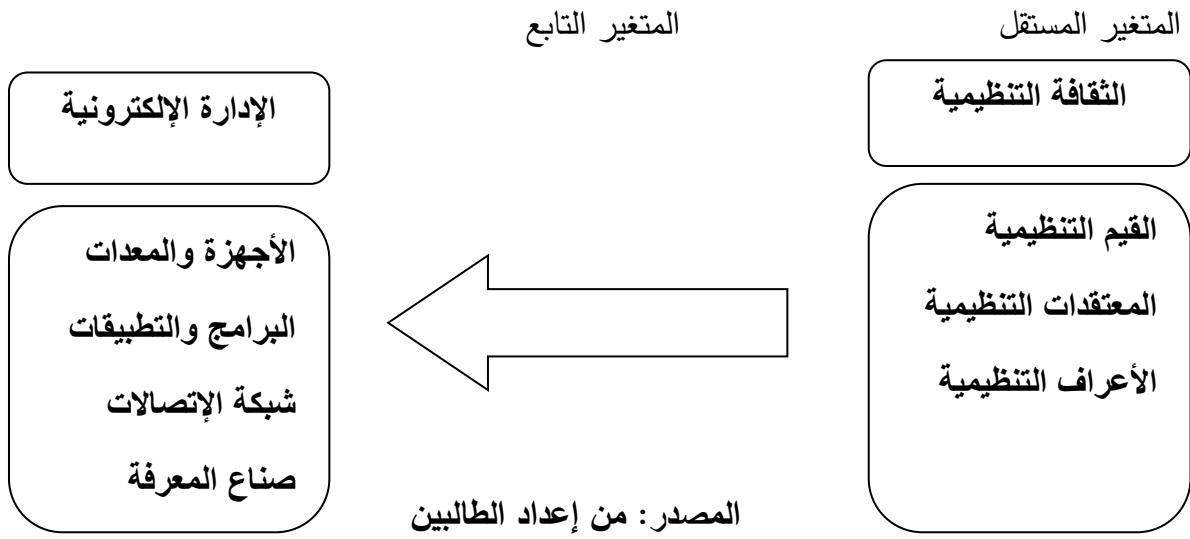 المتغير المستقل
المتغير التابع
الثقافة التنظيمية
الإدارة الإلكترونية
القيم التنظيمية
المعتقدات التنظيمية
الأعراف التنظيمية
الأجهزة والمعدات
البرامج والتطبيقات
شبكة الإتصالات
صناع المعرفة
المصدر: من إعداد الطالبين